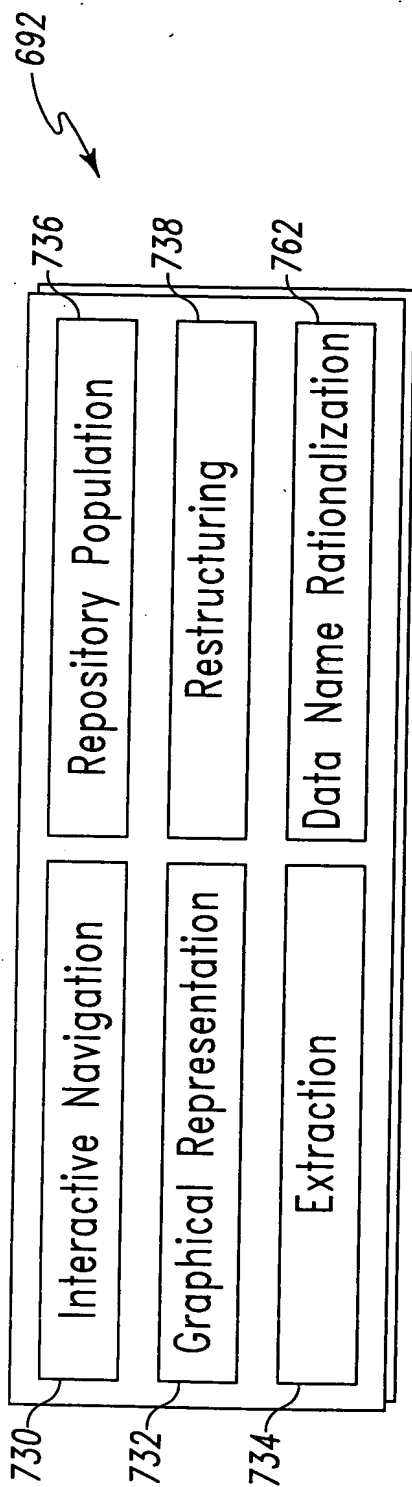 692
730 Interactive Navigation Repository Population 736
732 Graphical Representation Restructuring 738
734 Extraction Data Name Rationalization 762